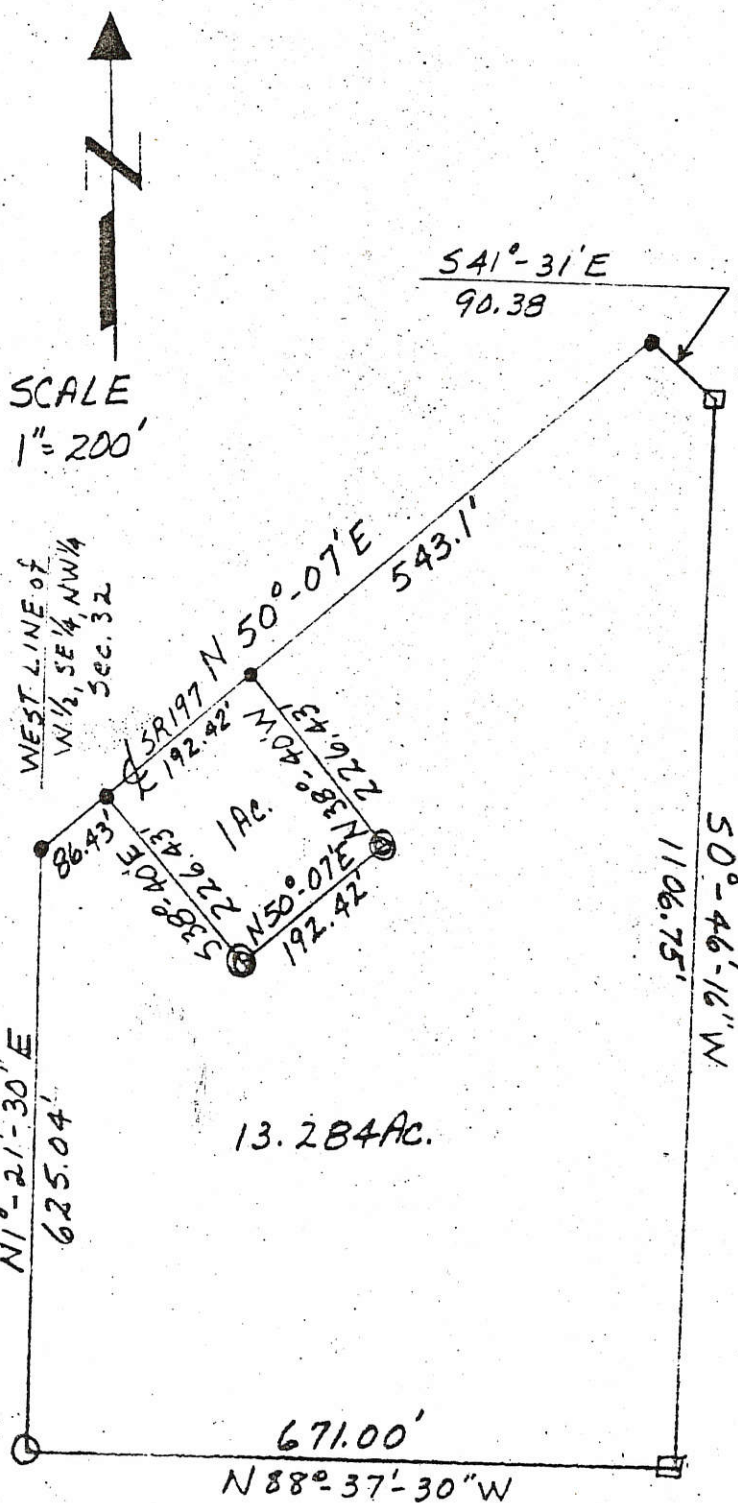 N
S41°-31'E
90.38
SCALE
1"=200'
WEST LINE of
W½, SE¼, NW¼
Sec. 32
N 50°-07'E
543.1'
℄ SR197
192.42'
86.43'
1 Ac.
N38°-40'W
226.43'
S38°-40'E
226.43'
N50°-07'E
192.42'
S0°-46'-16"W
1106.75'
N1°-21'-30"E
625.04'
13.284Ac.
671.00'
N88°-37'-30"W